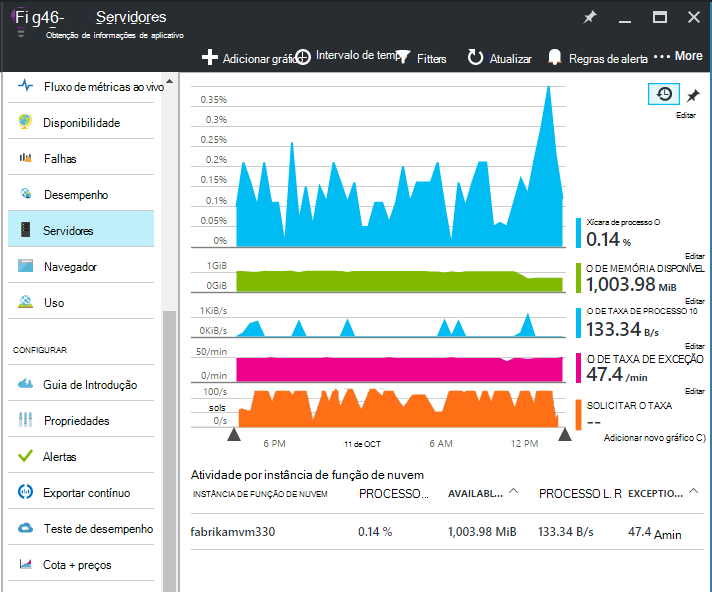 Fi g46- Servidores
Obtenção de informações de aplicativo
Adicionar gráfic Intervalo de temp Fitters Atualizar Regras de alerta ••• More
Fluxo de métricas ao vivo
Disponibilidade
Falhas
Desempenho
Servidores
Navegador
Uso
CONFIGURAR
Guia de Introdução
Propriedades
Alertas
Exportar contínuo
Teste de desempenho
Cota + preços
Editar
0.35%
0.3%
0.2%
0.2%
0.15%
0.1%
0.05%
0%
Xícara de processo O
0.14 %
Editar
1GiB
0GiB
O DE MEMÓRIA DISPONÍVEL
1,003.98 MiB
Editar
1KiB/s
0KiB/s
O DE TAXA DE PROCESSO 10
133.34 B/s
Editar
50/min
0/min
O DE TAXA DE EXCEÇÃO
47.4 /min
Editar
100/s
sols
0/s
SOLICITAR O TAXA
--
6 PM 11 de OCT 6 AM 12 PM
Adicionar novo gráfico C)
Atividade por instância de função de nuvem
INSTÂNCIA DE FUNÇÃO DE NUVEM PROCESSO... AVAILABL... PROCESSO L. R EXCEPTIO...
fabrikamvm330 0.14 % 1,003.98 MiB 133.34 B/s 47.4 Amin